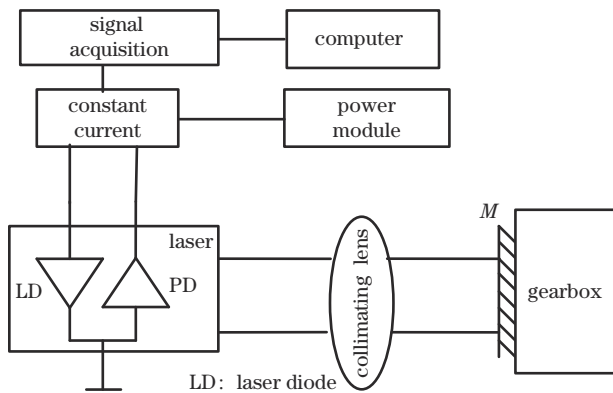 signal
acquisition
computer
constant
current
power
module
M
laser
LD
PD
collimating lens
gearbox
LD: laser diode